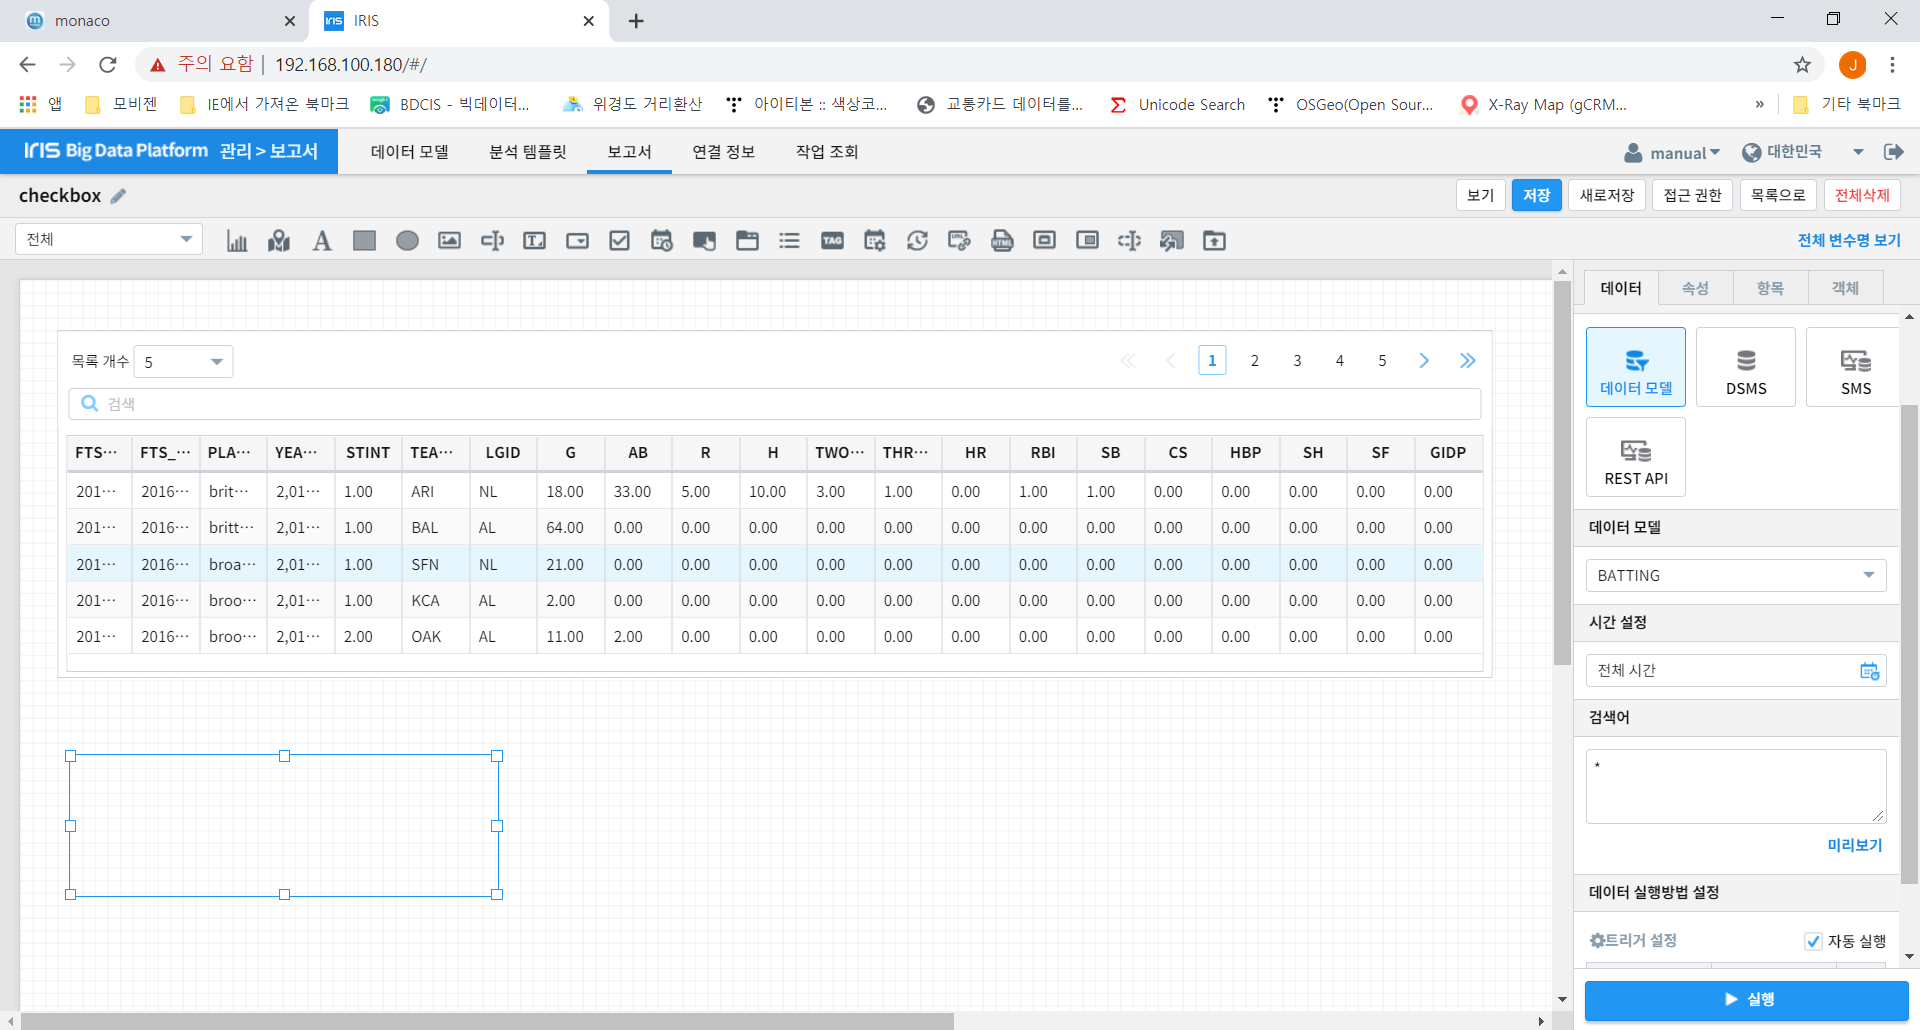 monaco
IRIS
주의 요함 | 192.168.100.180/#/
J
앱 모비젠 IE에서 가져온 북마크 BDCIS - 빅데이터... 위경도 거리환산 아이티본 :: 색상코... 교통카드 데이터를... Unicode Search OSGeo(Open Sour... X-Ray Map (gCRM... » 기타 북마크
IRIS Big Data Platform 관리 > 보고서 데이터 모델 분석 템플릿 보고서 연결 정보 작업 조회 manual 대한민국
checkbox 보기 저장 새로저장 접근 권한 목록으로 전체삭제
전체 TAG URL HTML 전체 변수명 보기
데이터 속성 항목 객체
목록 개수 5 1 2 3 4 5
검색
FTS··· FTS_··· PLA··· YEA··· STINT TEA··· LGID G AB R H TWO··· THR··· HR RBI SB CS HBP SH SF GIDP
201··· 2016··· brit··· 2,01··· 1.00 ARI NL 18.00 33.00 5.00 10.00 3.00 1.00 0.00 1.00 1.00 0.00 0.00 0.00 0.00 0.00
201··· 2016··· britt··· 2,01··· 1.00 BAL AL 64.00 0.00 0.00 0.00 0.00 0.00 0.00 0.00 0.00 0.00 0.00 0.00 0.00 0.00
201··· 2016··· broa··· 2,01··· 1.00 SFN NL 21.00 0.00 0.00 0.00 0.00 0.00 0.00 0.00 0.00 0.00 0.00 0.00 0.00 0.00
201··· 2016··· broo··· 2,01··· 1.00 KCA AL 2.00 0.00 0.00 0.00 0.00 0.00 0.00 0.00 0.00 0.00 0.00 0.00 0.00 0.00
201··· 2016··· broo··· 2,01··· 2.00 OAK AL 11.00 2.00 0.00 0.00 0.00 0.00 0.00 0.00 0.00 0.00 0.00 0.00 0.00 0.00
데이터 모델 DSMS SMS
REST API
데이터 모델
BATTING
시간 설정
전체 시간
검색어
*
미리보기
데이터 실행방법 설정
트리거 설정 자동 실행
실행